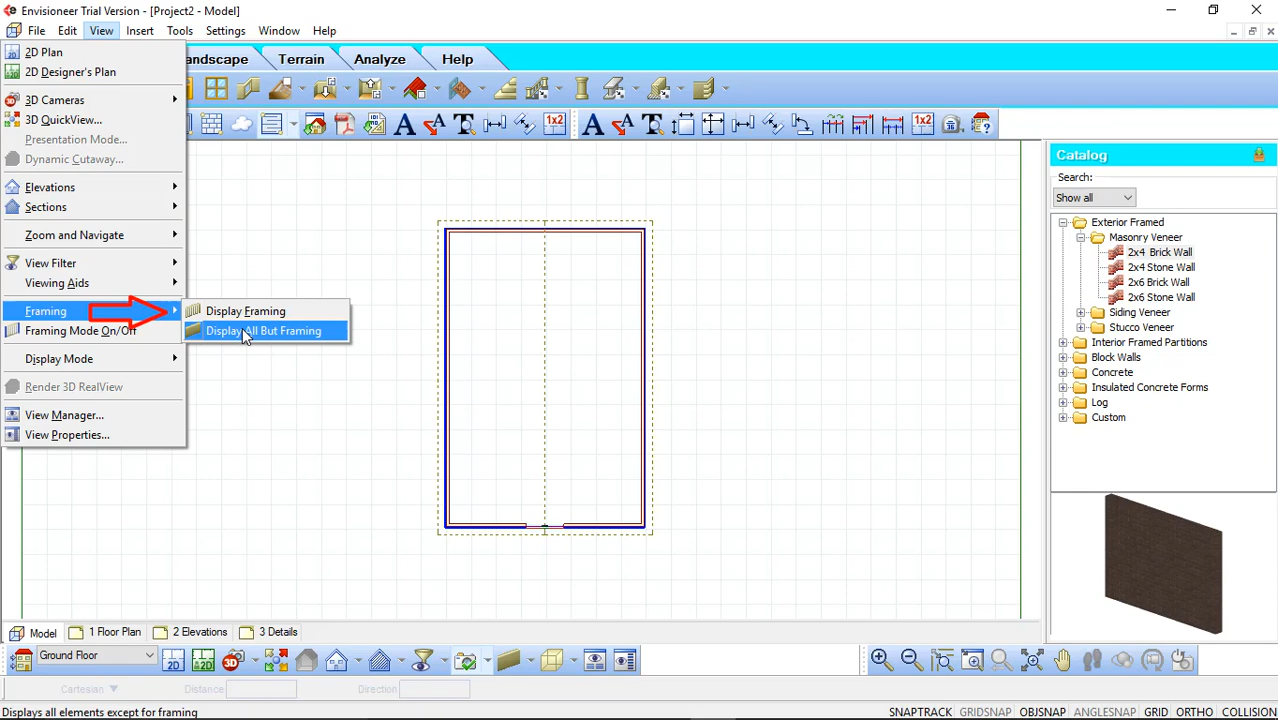 Envisioneer Trial Version - [Project2 - Model]
File Edit View Insert Tools Settings Window Help
2D Plan
2D Designer's Plan
3D Cameras
3D QuickView...
Presentation Mode...
Dynamic Cutaway...
Elevations
Sections
Zoom and Navigate
View Filter
Viewing Aids
Framing
Framing Mode On/Off
Display Mode
Render 3D RealView
View Manager...
View Properties...
Display Framing
Display All But Framing
andscape Terrain Analyze Help
A T 1x2 A T 1x2 ?
Catalog
Search:
Show all
Exterior Framed
Masonry Veneer
2x4 Brick Wall
2x4 Stone Wall
2x6 Brick Wall
2x6 Stone Wall
Siding Veneer
Stucco Veneer
Interior Framed Partitions
Block Walls
Concrete
Insulated Concrete Forms
Log
Custom
Model 1 Floor Plan 2 Elevations 3 Details
Ground Floor 2D 2D 3D
Cartesian Distance Direction
Displays all elements except for framing
SNAPTRACK GRIDSNAP OBJSNAP ANGLESNAP GRID ORTHO COLLISION